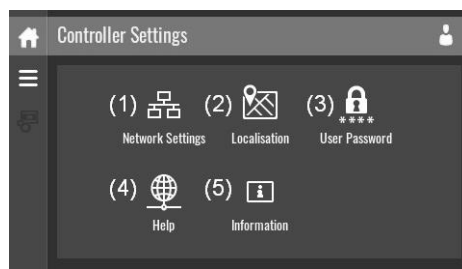 Controller Settings
(1) (2) (3)
****
Network Settings Localisation User Password
(4) (5) i
Help Information